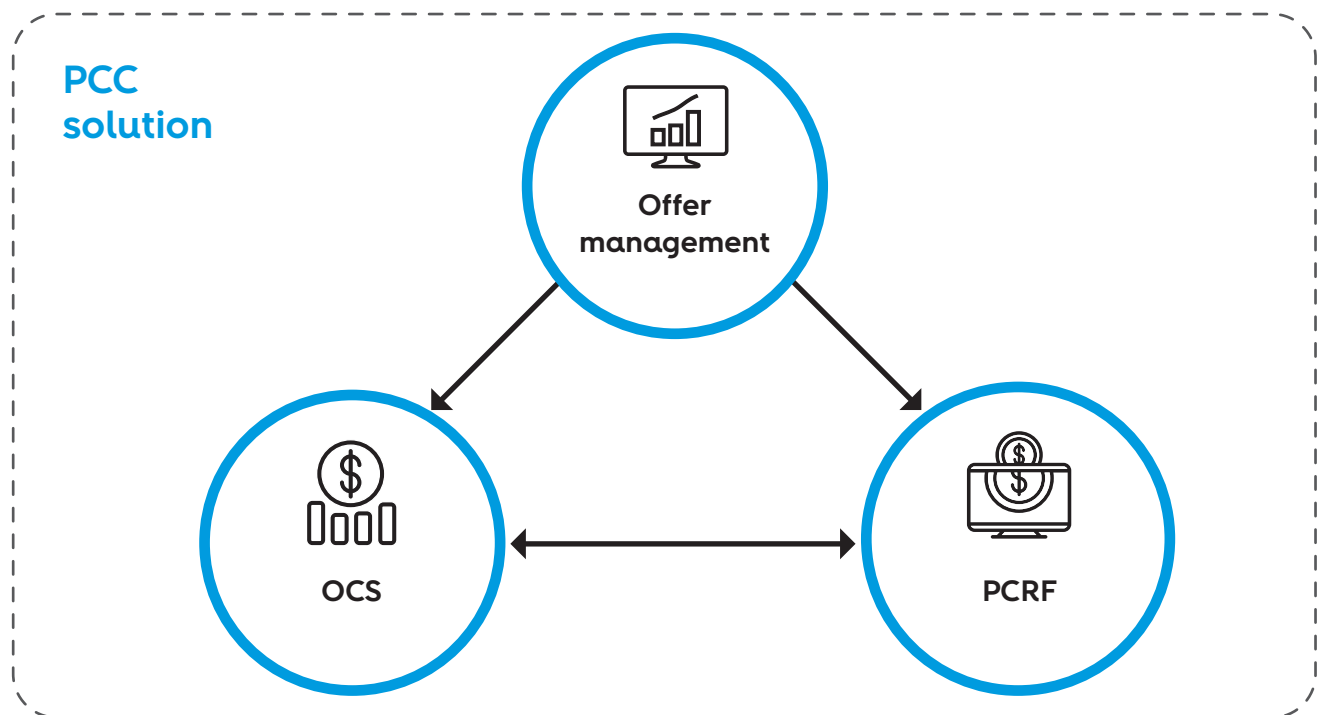 PCC
solution
Offer
management
$
$
$
OCS
PCRF